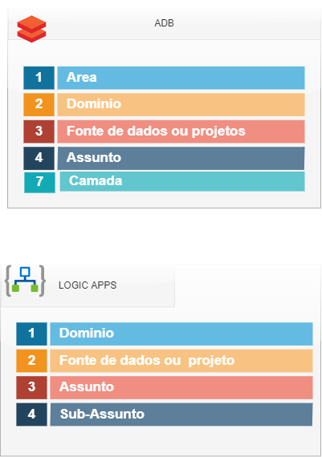 ADB
1 Area
2 Dominio
3 Fonte de dados ou projetos
4 Assunto
7 Camada
LOGIC APPS
1 Dominio
2 Fonte de dados ou projeto
3 Assunto
4 Sub-Assunto